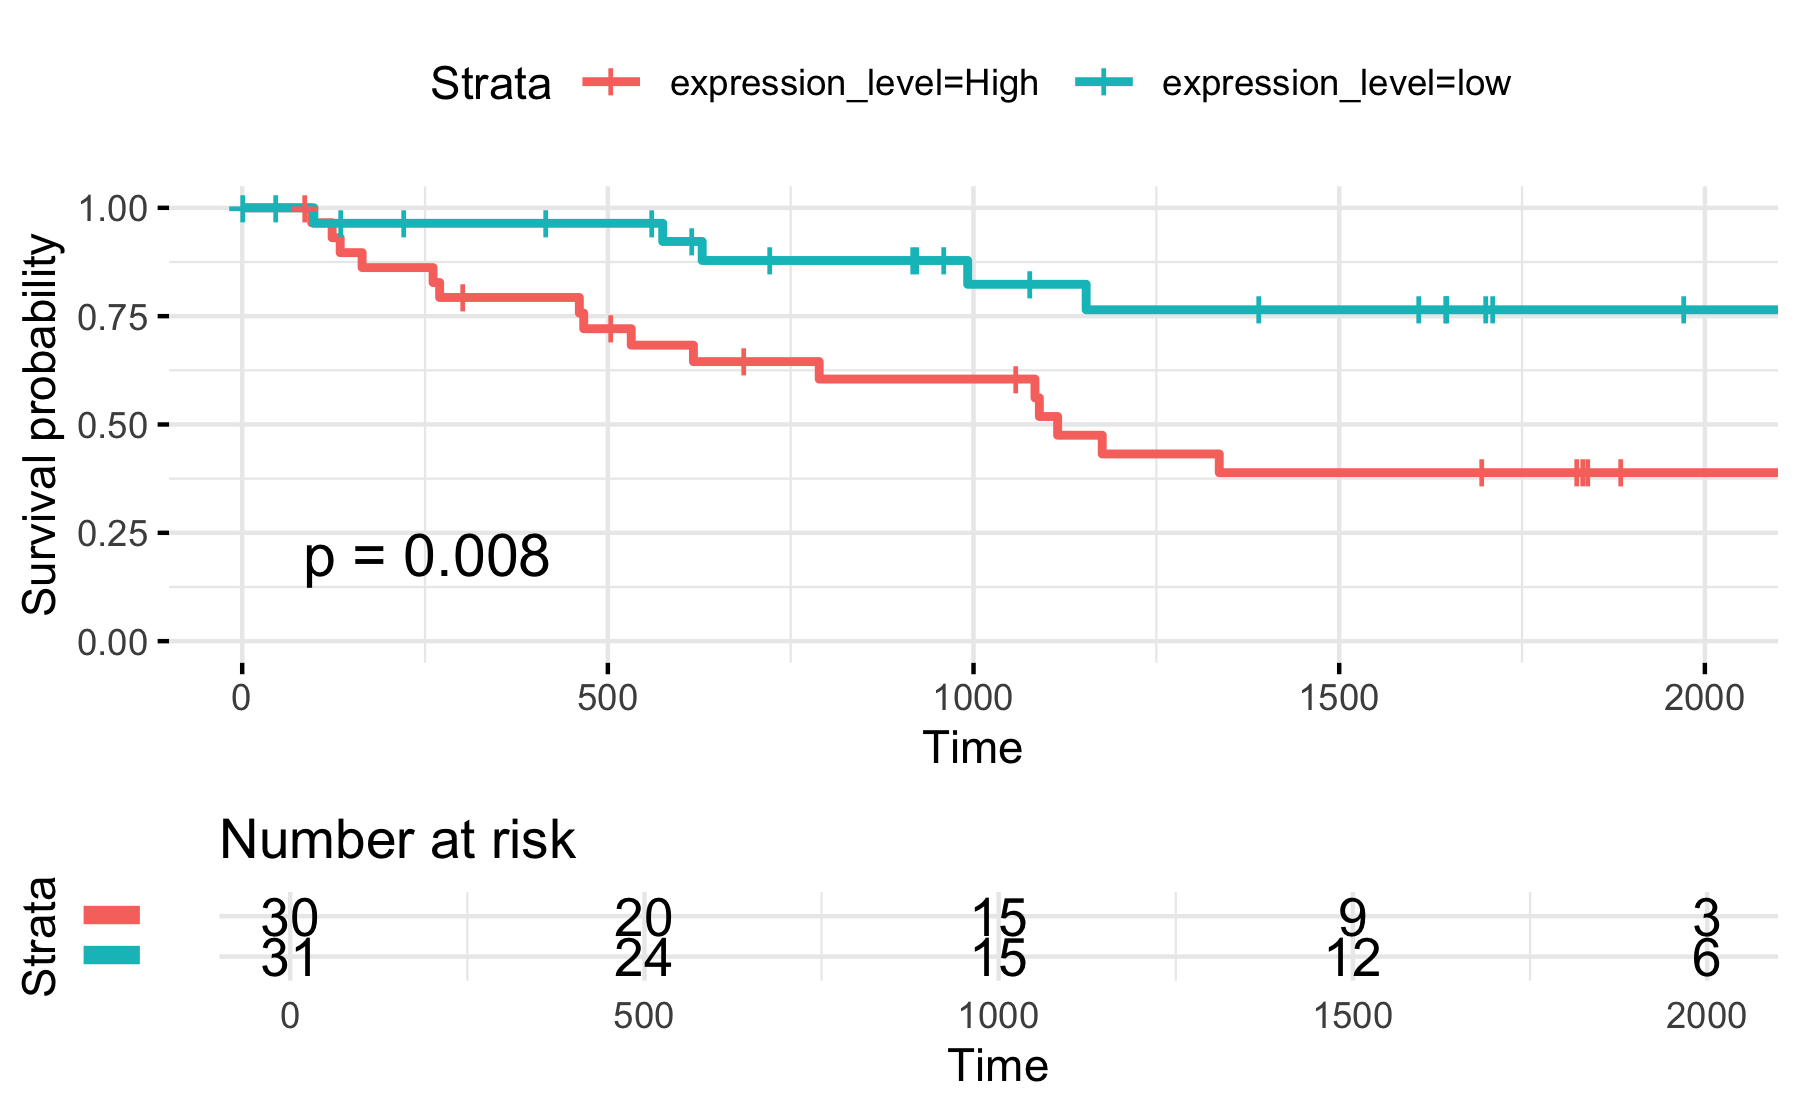 Strata expression_level=High expression_level=low
Survival probability
1.00
0.75
0.50
0.25
0.00
p = 0.008
0 500 1000 1500 2000
Time
Number at risk
Strata
30 20 15 9 3
31 24 15 12 6
0 500 1000 1500 2000
Time